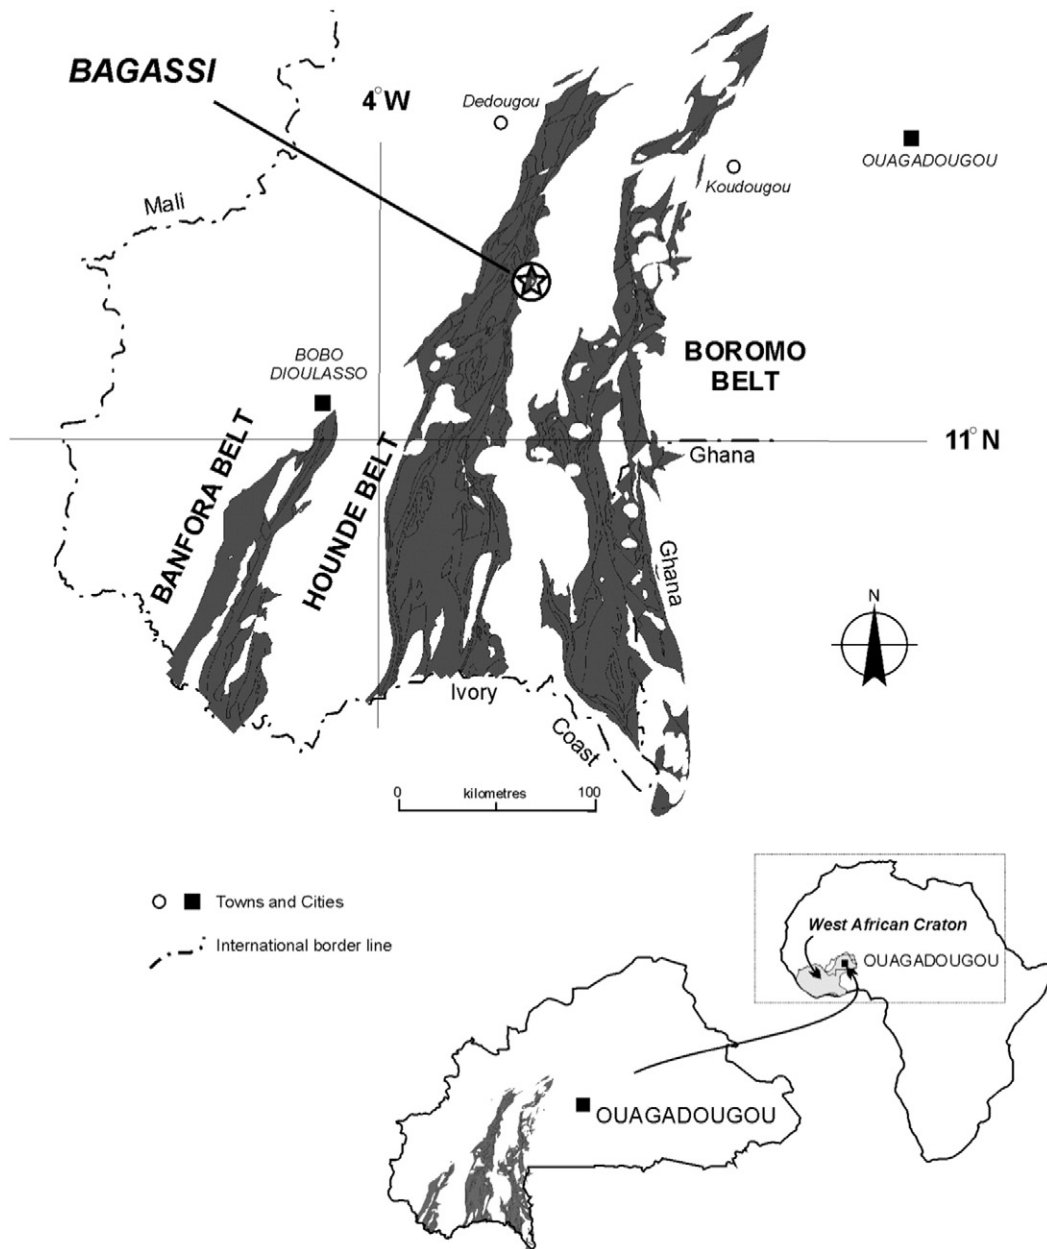 BAGASSI
4°W
Dedougou
OUAGADOUGOU
Koudougou
Mali
BOBO
DIOULASSO
BOROMO
BELT
11°N
Ghana
BANFORA BELT
HOUNDE BELT
Ghana
N
Ivory
Coast
0 kilometres 100
Towns and Cities
International border line
West African Craton
OUAGADOUGOU
OUAGADOUGOU